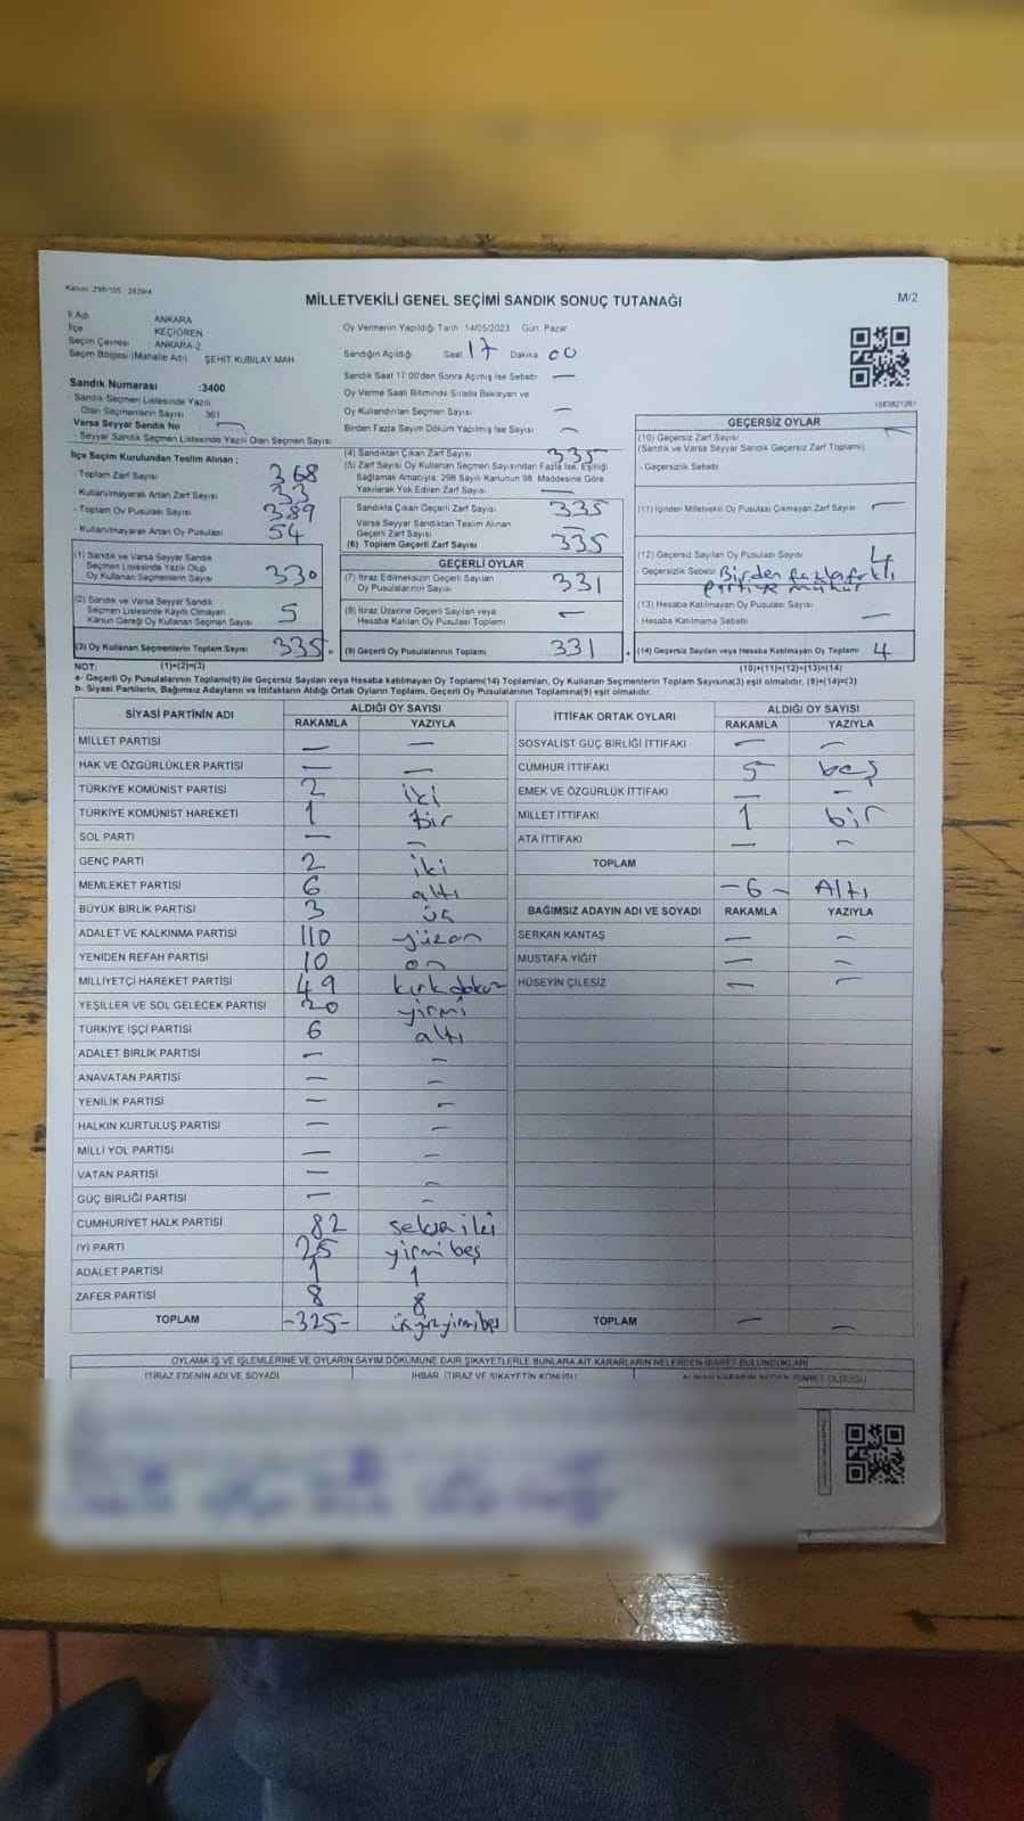 Kanun: 298/105
MİLLETVEKİLİ GENEL SEÇİMİ SANDIK SONUÇ TUTANAĞI
M/2
İl Adı ANKARA
İlçe KEÇİÖREN
Seçim Çevresi ANKARA-2
Seçim Bölgesi (Mahalle Adı) ŞEHİT KUBİLAY MAH
Sandık Numarası :3400
Sandık Seçmen Listesinde Yazılı
Olan Seçmenlerin Sayısı 361
Varsa Seyyar Sandık No —
Seyyar Sandık Seçmen Listesinde Yazılı Olan Seçmen Sayısı
Oy Vermenin Yapıldığı Tarih 14/05/2023 Gün: Pazar
Sandığın Açıldığı Saat 17 Dakika 00
Sandık Saat 17:00'den Sonra Açılmış İse Sebebi —
Oy Verme Saati Bitiminde Sırada Bekleyen ve
Oy Kullandırılan Seçmen Sayısı —
Birden Fazla Sayım Döküm Yapılmış İse Sayısı —
İlçe Seçim Kurulundan Teslim Alınan ;
- Toplam Zarf Sayısı 368
- Kullanılmayarak Artan Zarf Sayısı 33
- Toplam Oy Pusulası Sayısı 389
- Kullanılmayarak Artan Oy Pusulası 54
(1) Sandık ve Varsa Seyyar Sandık
Seçmen Listesinde Yazılı Olup
Oy Kullanan Seçmenlerin Sayısı 330
(2) Sandık ve Varsa Seyyar Sandık
Seçmen Listesinde Kayıtlı Olmayan
Kanun Gereği Oy Kullanan Seçmen Sayısı 5
(3) Oy Kullanan Seçmenlerin Toplam Sayısı 335 =
(4) Sandıktan Çıkan Zarf Sayısı 335
(5) Zarf Sayısı Oy Kullanan Seçmen Sayısından Fazla İse, Eşitliği
Sağlamak Amacıyla, 298 Sayılı Kanunun 98. Maddesine Göre
Yakılarak Yok Edilen Zarf Sayısı —
Sandıkta Çıkan Geçerli Zarf Sayısı 335
Varsa Seyyar Sandıktan Teslim Alınan
Geçerli Zarf Sayısı —
(6) Toplam Geçerli Zarf Sayısı 335
GEÇERLİ OYLAR
(7) İtiraz Edilmeksizin Geçerli Sayılan
Oy Pusulalarının Sayısı 331
(8) İtiraz Üzerine Geçerli Sayılan veya
Hesaba Katılan Oy Pusulası Toplamı —
(9) Geçerli Oy Pusulalarının Toplamı 331 +
GEÇERSİZ OYLAR
(10) Geçersiz Zarf Sayısı —
(Sandık ve Varsa Seyyar Sandık Geçersiz Zarf Toplamı)
- Geçersizlik Sebebi
(11) İçinden Milletvekili Oy Pusulası Çıkmayan Zarf Sayısı —
(12) Geçersiz Sayılan Oy Pusulası Sayısı 4
- Geçersizlik Sebebi Birden fazla farklı
partiye mühür
(13) Hesaba Katılmayan Oy Pusulası Sayısı —
- Hesaba Katılmama Sebebi
(14) Geçersiz Sayılan veya Hesaba Katılmayan Oy Toplamı 4
NOT: (1)+(2)=(3) (10)+(11)+(12)+(13)=(14)
a- Geçerli Oy Pusulalarının Toplamı(9) ile Geçersiz Sayılan veya Hesaba katılmayan Oy Toplamı(14) Toplamları, Oy Kullanan Seçmenlerin Toplam Sayısına(3) eşit olmalıdır. (9)+(14)=(3)
b- Siyasi Partilerin, Bağımsız Adayların ve İttifakların Aldığı Ortak Oyların Toplamı, Geçerli Oy Pusulalarının Toplamına(9) eşit olmalıdır.
SİYASİ PARTİNİN ADI ALDIĞI OY SAYISI
RAKAMLA YAZIYLA
MİLLET PARTİSİ — —
HAK VE ÖZGÜRLÜKLER PARTİSİ — —
TÜRKİYE KOMÜNİST PARTİSİ 2 iki
TÜRKİYE KOMÜNİST HAREKETİ 1 Bir
SOL PARTİ — —
GENÇ PARTİ 2 iki
MEMLEKET PARTİSİ 6 altı
BÜYÜK BİRLİK PARTİSİ 3 üç
ADALET VE KALKINMA PARTİSİ 110 yüzon
YENİDEN REFAH PARTİSİ 10 on
MİLLİYETÇİ HAREKET PARTİSİ 49 kırkdokuz
YEŞİLLER VE SOL GELECEK PARTİSİ 20 yirmi
TÜRKİYE İŞÇİ PARTİSİ 6 altı
ADALET BİRLİK PARTİSİ — —
ANAVATAN PARTİSİ — —
YENİLİK PARTİSİ — —
HALKIN KURTULUŞ PARTİSİ — —
MİLLİ YOL PARTİSİ — —
VATAN PARTİSİ — —
GÜÇ BİRLİĞİ PARTİSİ — —
CUMHURİYET HALK PARTİSİ 82 seksniki
İYİ PARTİ 25 yirmibeş
ADALET PARTİSİ 1 1
ZAFER PARTİSİ 8 8
TOPLAM -325- üçyüzyirmibeş
İTTİFAK ORTAK OYLARI ALDIĞI OY SAYISI
RAKAMLA YAZIYLA
SOSYALİST GÜÇ BİRLİĞİ İTTİFAKI — —
CUMHUR İTTİFAKI 5 beş
EMEK VE ÖZGÜRLÜK İTTİFAKI — —
MİLLET İTTİFAKI 1 bir
ATA İTTİFAKI — —
TOPLAM
-6- Altı
BAĞIMSIZ ADAYIN ADI VE SOYADI RAKAMLA YAZIYLA
SERKAN KANTAŞ — —
MUSTAFA YİĞİT — —
HÜSEYİN ÇİLESİZ — —
TOPLAM — —
OYLAMA İŞ VE İŞLEMLERİNE VE OYLARIN SAYIM DÖKÜMÜNE DAİR ŞİKAYETLERLE BUNLARA AİT KARARLARIN NELERDEN İBARET BULUNDUKLARI
İTİRAZ EDENİN ADI VE SOYADI İHBAR, İTİRAZ VE ŞİKAYETİN KONUSU